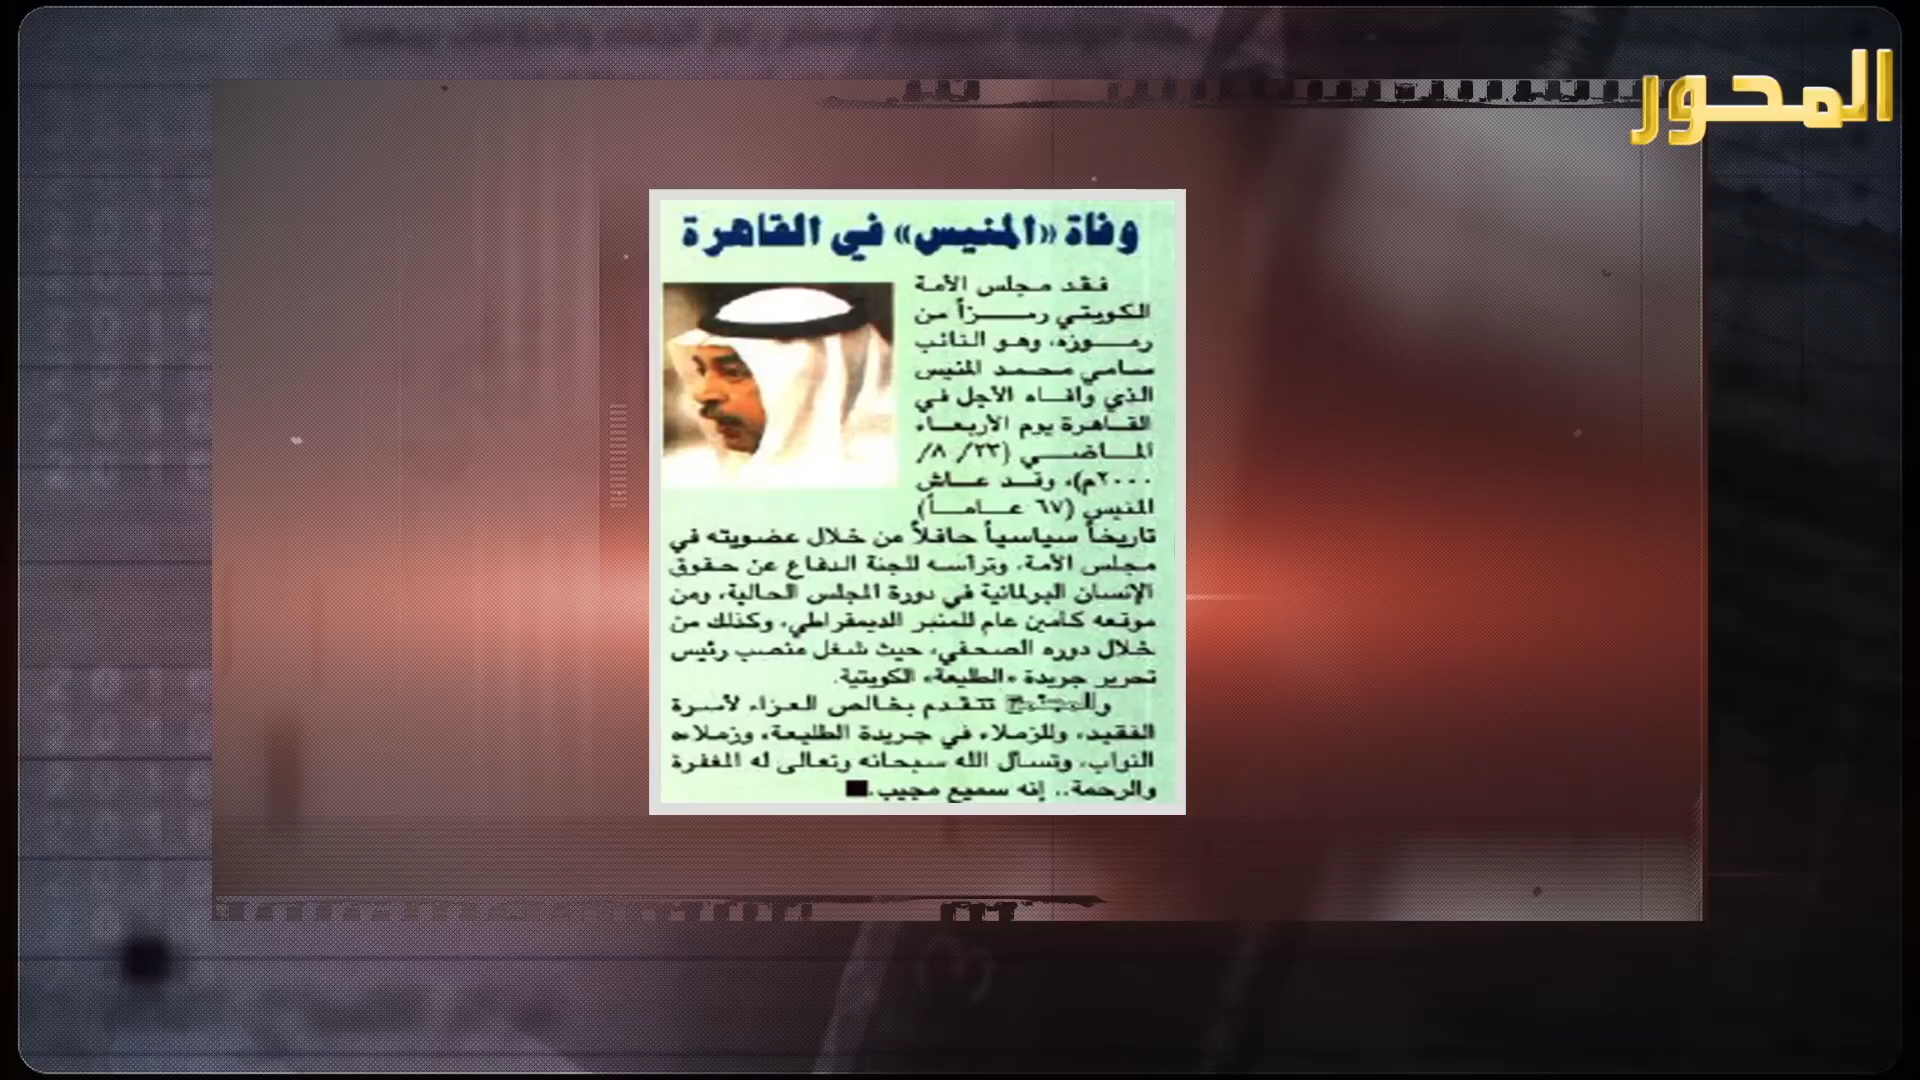 المحور
وفاة «المنيس» في القاهرة
فقد مجلس الأمة
الكويتي رمزاً من
رموزه، وهو النائب
سامي محمد المنيس
الذي وافاه الأجل في
القاهرة يوم الأربعاء
الماضي (٢٣/ ٨/
٢٠٠٠م)، وقد عاش
المنيس (٦٧ عاماً)
تاريخاً سياسياً حافلاً من خلال عضويته في
مجلس الأمة، وترأسه للجنة الدفاع عن حقوق
الإنسان البرلمانية في دورة المجلس الحالية، ومن
موقعه كأمين عام للمنبر الديمقراطي، وكذلك من
خلال دوره الصحفي، حيث شغل منصب رئيس
تحرير جريدة «الطليعة» الكويتية.
والمجتمع تتقدم بخالص العزاء لأسرة
الفقيد، وللزملاء في جريدة الطليعة، وزملاءه
النواب، وتسأل الله سبحانه وتعالى له المغفرة
والرحمة.. إنه سميع مجيب.